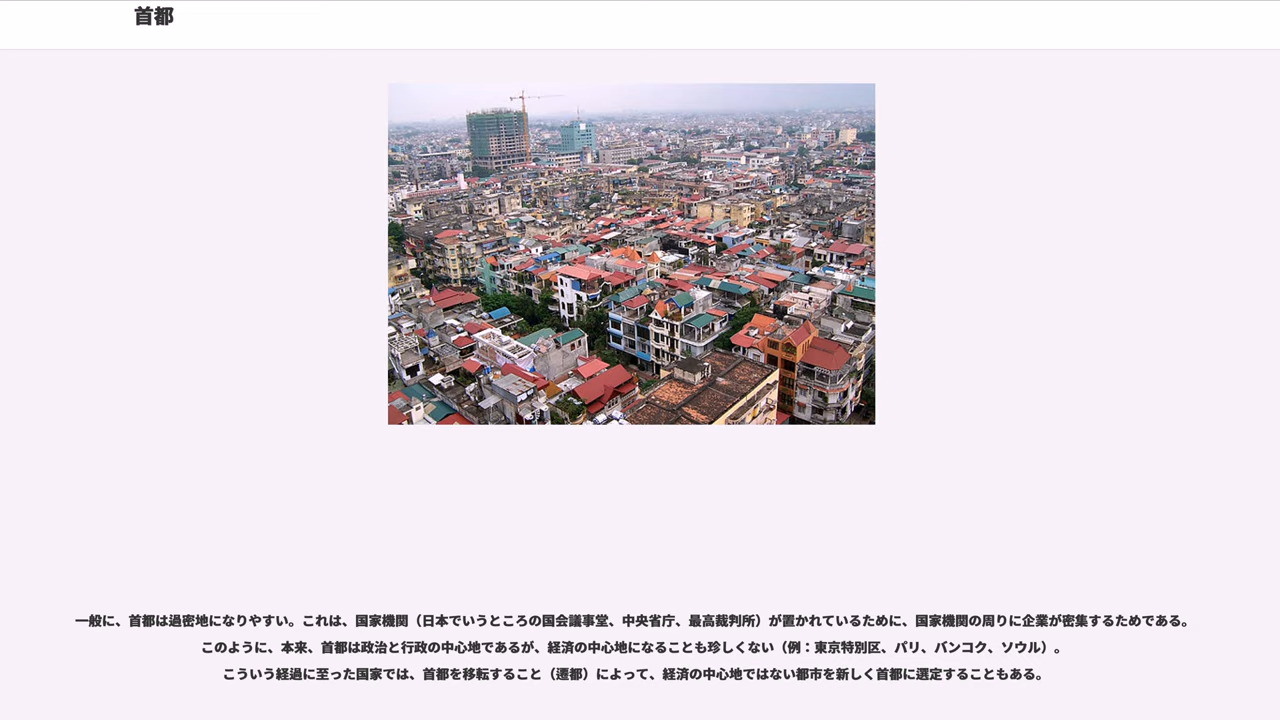 首都
一般に、首都は過密地になりやすい。これは、国家機関（日本でいうところの国会議事堂、中央省庁、最高裁判所）が置かれているために、国家機関の周りに企業が密集するためである。
このように、本来、首都は政治と行政の中心地であるが、経済の中心地になることも珍しくない（例：東京特別区、パリ、バンコク、ソウル）。
こういう経過に至った国家では、首都を移転すること（遷都）によって、経済の中心地ではない都市を新しく首都に選定することもある。